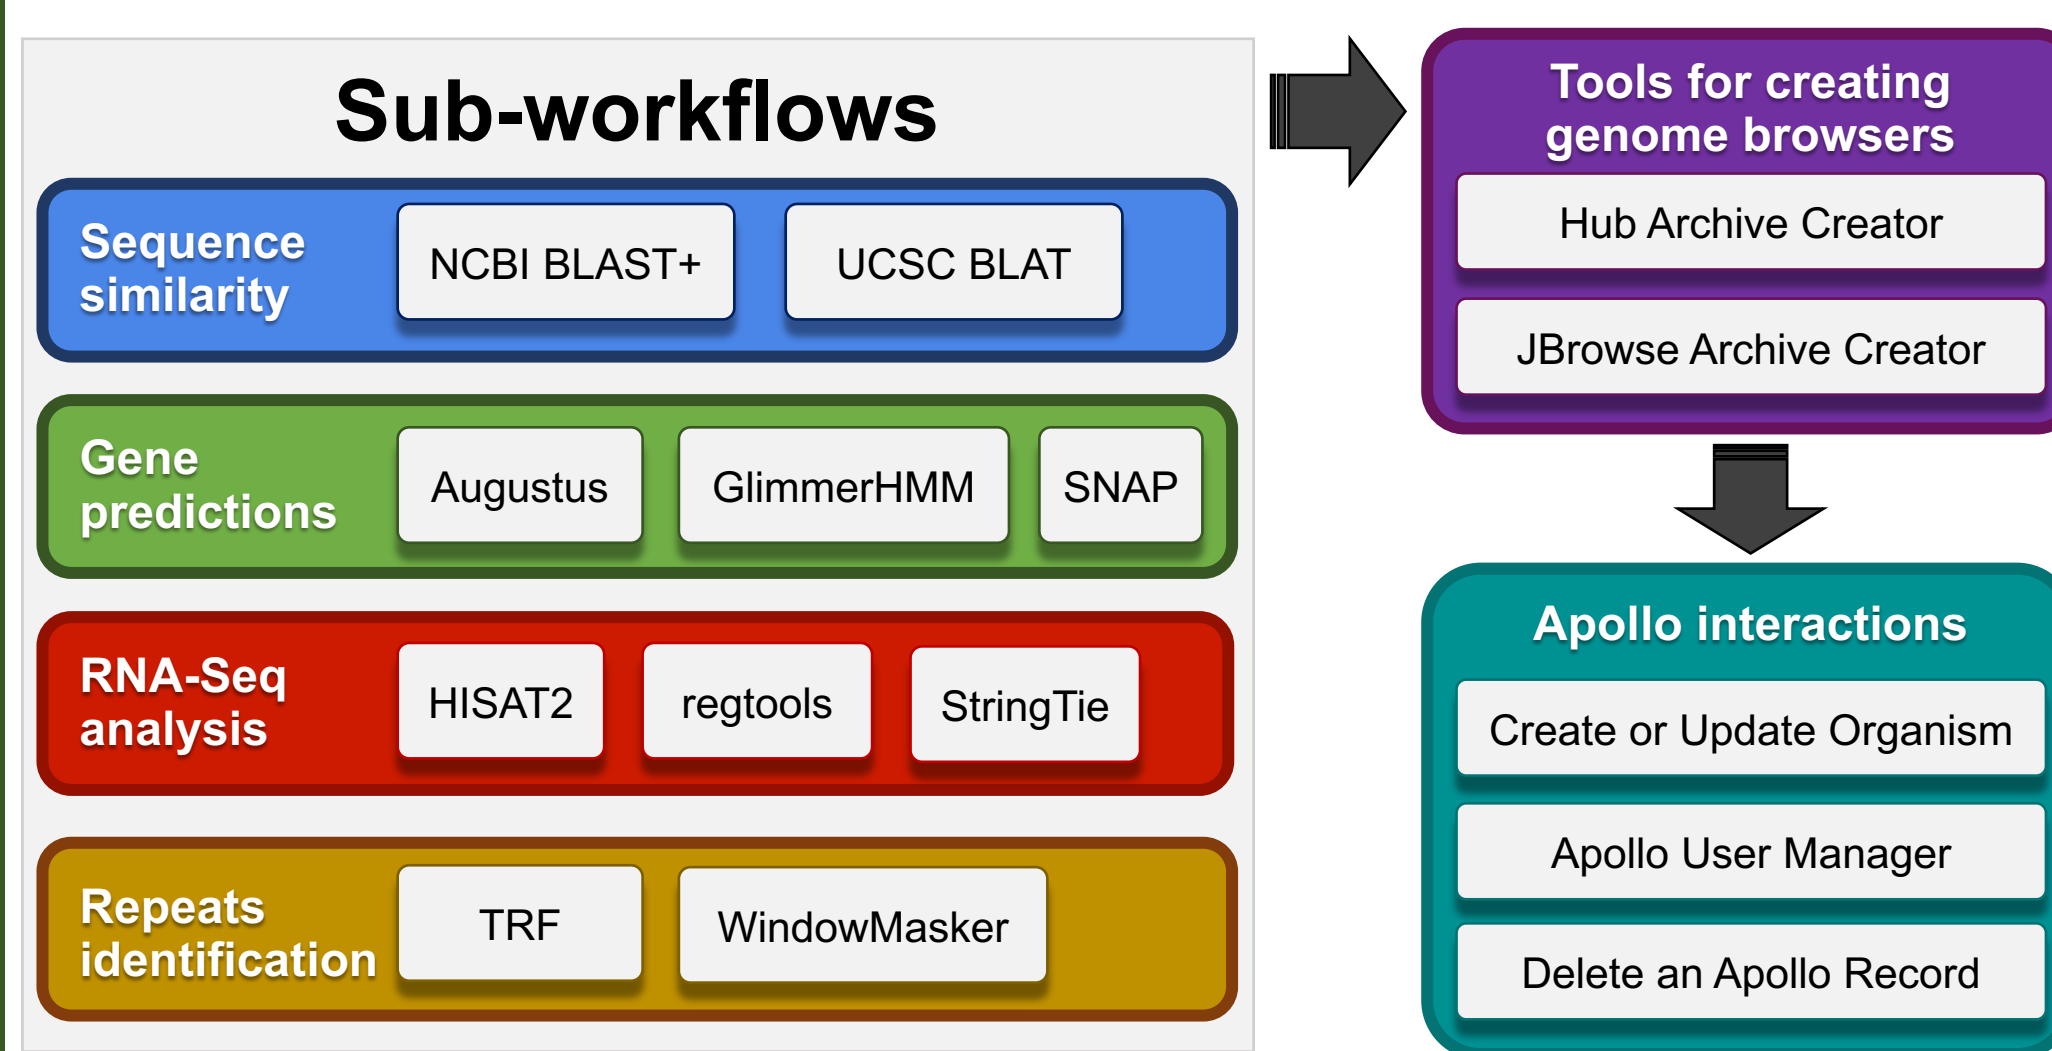 Sub-workflows
Sequence
similarity
NCBI BLAST+
UCSC BLAT
Gene
predictions
Augustus
GlimmerHMM
SNAP
RNA-Seq
analysis
HISAT2
regtools
StringTie
Repeats
identification
TRF
WindowMasker
Tools for creating
genome browsers
Hub Archive Creator
JBrowse Archive Creator
Apollo interactions
Create or Update Organism
Apollo User Manager
Delete an Apollo Record